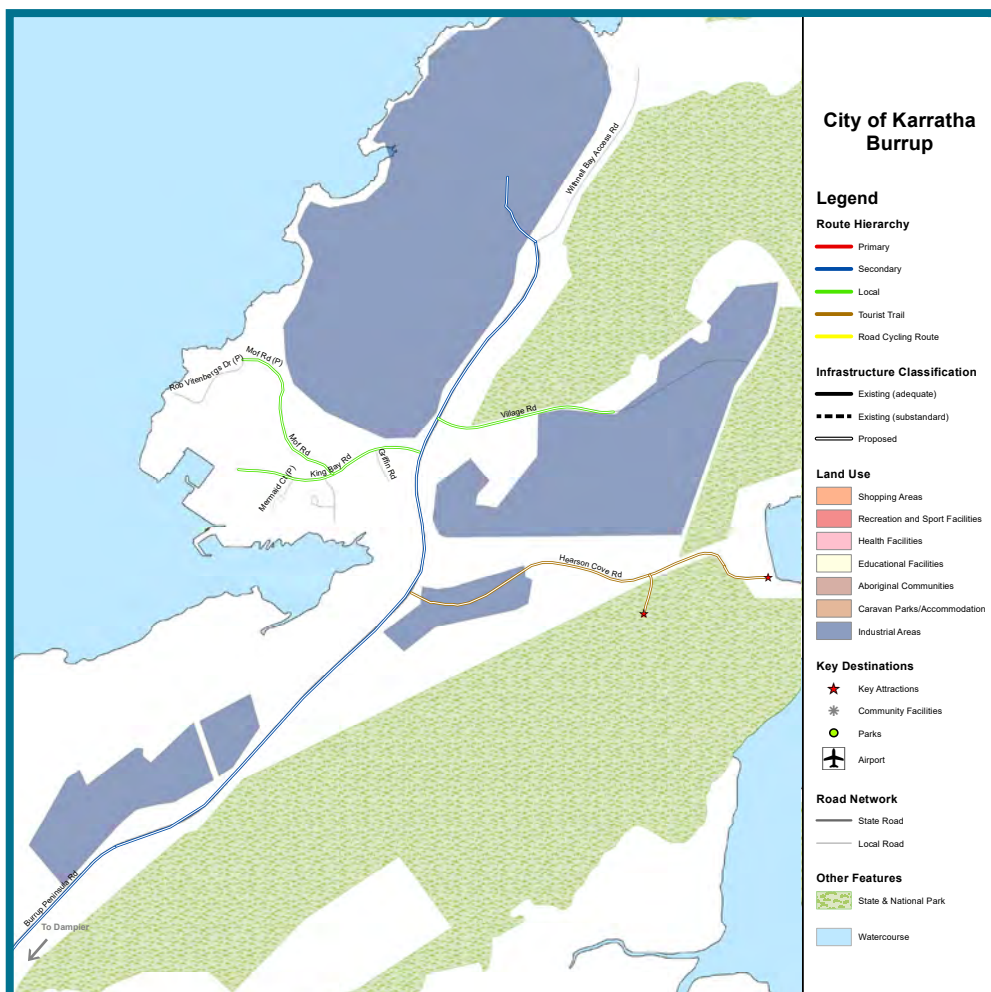 City of Karratha
Burrup
Legend
Route Hierarchy
Primary
Secondary
Local
Tourist Trail
Road Cycling Route
Infrastructure Classification
Existing (adequate)
Existing (substandard)
Proposed
Land Use
Shopping Areas
Recreation and Sport Facilities
Health Facilities
Educational Facilities
Aboriginal Communities
Caravan Parks/Accommodation
Industrial Areas
Key Destinations
Key Attractions
Community Facilities
Parks
Airport
Road Network
State Road
Local Road
Other Features
State & National Park
Watercourse
Withnell Bay Access Rd
Mof Rd (P)
Rob Vitenbergs Dr (P)
Village Rd
Mof Rd
King Bay Rd
Griffin Rd
Mermaid Ct (P)
Hearson Cove Rd
Burrup Peninsula Rd
To Dampier